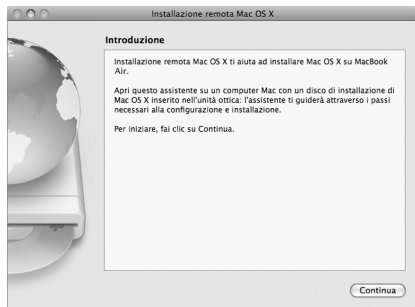 Installazione remota Mac OS X
Introduzione
Installazione remota Mac OS X ti aiuta ad installare Mac OS X su MacBook
Air.
Apri questo assistente su un computer Mac con un disco di installazione di
Mac OS X inserito nell'unità ottica: l'assistente ti guiderà attraverso i passi
necessari alla configurazione e installazione.
Per iniziare, fai clic su Continua.
Continua